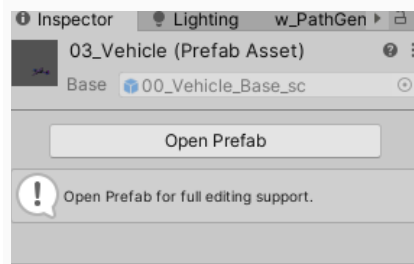 Inspector Lighting w_PathGen
03_Vehicle (Prefab Asset)
Base 00_Vehicle_Base_sc
Open Prefab
Open Prefab for full editing support.